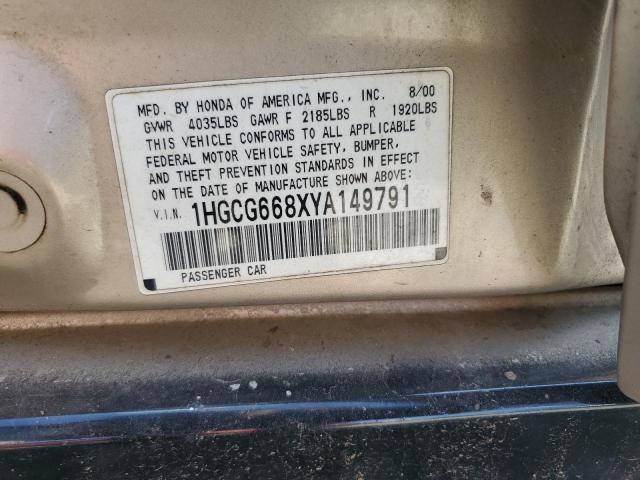 MFD. BY HONDA OF AMERICA MFG., INC. 8/00
GVWR 4035LBS GAWR F 2185LBS R 1920LBS
THIS VEHICLE CONFORMS TO ALL APPLICABLE
FEDERAL MOTOR VEHICLE SAFETY, BUMPER,
AND THEFT PREVENTION STANDARDS IN EFFECT
ON THE DATE OF MANUFACTURE SHOWN ABOVE:
V.I.N. 1HGCG668XYA149791
PASSENGER CAR